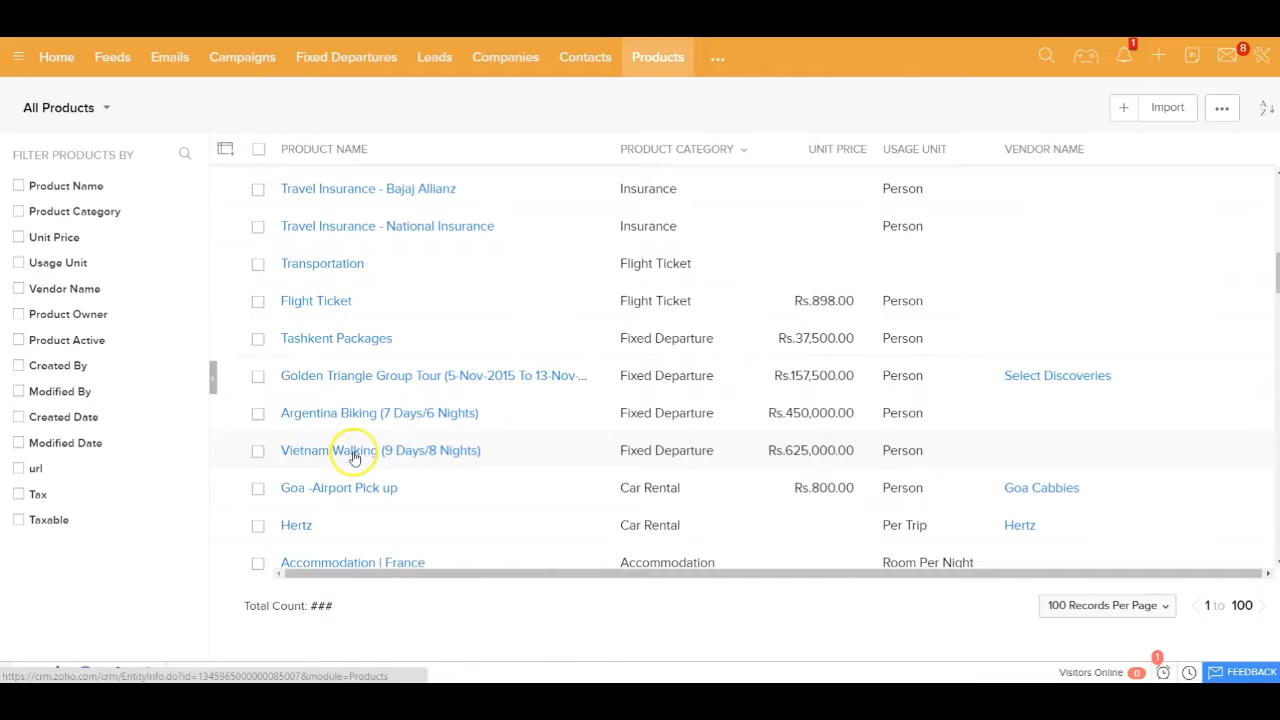 Home Feeds Emails Campaigns Fixed Departures Leads Companies Contacts Products ... 1 31 8
All Products + Import ... A Z
FILTER PRODUCTS BY
Product Name
Product Category
Unit Price
Usage Unit
Vendor Name
Product Owner
Product Active
Created By
Modified By
Created Date
Modified Date
url
Tax
Taxable
PRODUCT NAME PRODUCT CATEGORY UNIT PRICE USAGE UNIT VENDOR NAME
Travel Insurance - Bajaj Allianz Insurance Person
Travel Insurance - National Insurance Insurance Person
Transportation Flight Ticket
Flight Ticket Flight Ticket Rs.898.00 Person
Tashkent Packages Fixed Departure Rs.37,500.00 Person
Golden Triangle Group Tour (5-Nov-2015 To 13-Nov-... Fixed Departure Rs.157,500.00 Person Select Discoveries
Argentina Biking (7 Days/6 Nights) Fixed Departure Rs.450,000.00 Person
Vietnam Walking (9 Days/8 Nights) Fixed Departure Rs.625,000.00 Person
Goa -Airport Pick up Car Rental Rs.800.00 Person Goa Cabbies
Hertz Car Rental Per Trip Hertz
Accommodation | France Accommodation Room Per Night
Total Count: ### 100 Records Per Page 1 to 100
https://crm.zoho.com/crm/EntityInfo.do?id=1345965000000085007&module=Products
Visitors Online 0 1 FEEDBACK